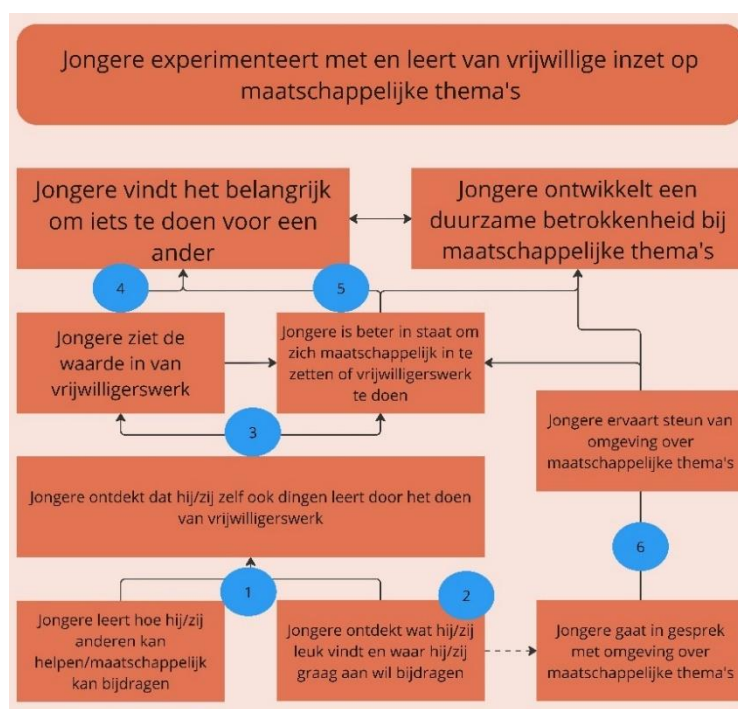 Jongere experimenteert met en leert van vrijwillige inzet op
maatschappelijke thema's
Jongere vindt het belangrijk
om iets te doen voor een
ander
Jongere ontwikkelt een
duurzame betrokkenheid bij
maatschappelijke thema's
4
5
Jongere ziet de
waarde in van
vrijwilligerswerk
Jongere is beter in staat om
zich maatschappelijk in te
zetten of vrijwilligerswerk
te doen
Jongere ervaart steun van
omgeving over
maatschappelijke thema's
3
Jongere ontdekt dat hij/zij zelf ook dingen leert door het doen
van vrijwilligerswerk
6
1
2
Jongere leert hoe hij/zij
anderen kan
helpen/maatschappelijk
kan bijdragen
Jongere ontdekt wat hij/zij
leuk vindt en waar hij/zij
graag aan wil bijdragen
Jongere gaat in gesprek
met omgeving over
maatschappelijke thema's